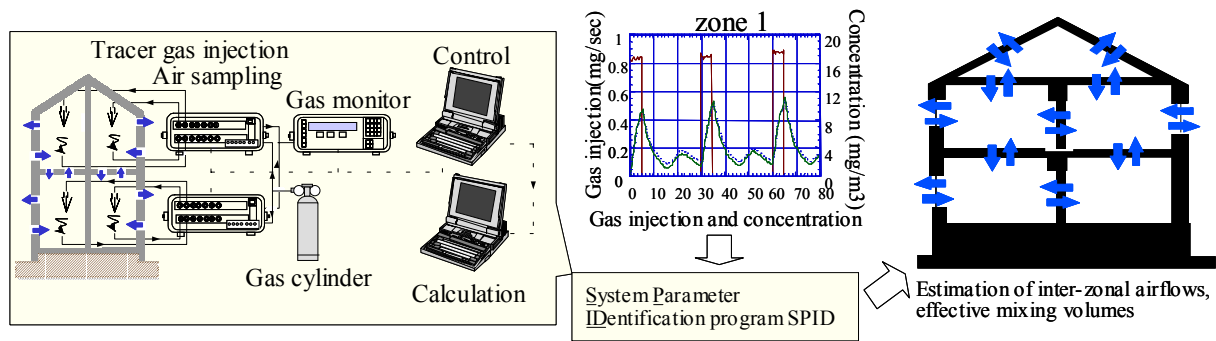 Tracer gas injection
Air sampling
Gas monitor
Control
Gas cylinder
Calculation
zone 1
Gas injection(mg/sec)
1
0.8
0.6
0.4
0.2
0
Concentration (mg/m3)
20
16
12
8
4
0
0 10 20 30 40 50 60 70 80
Gas injection and concentration
System Parameter
IDentification program SPID
Estimation of inter-zonal airflows,
effective mixing volumes